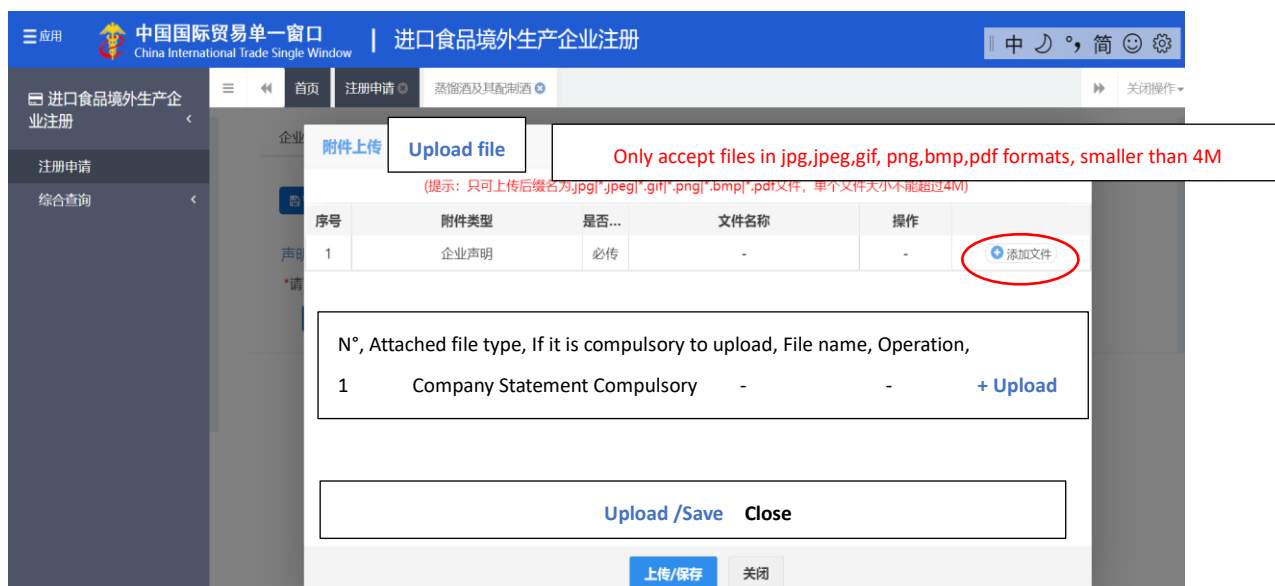 应用
中国国际贸易单一窗口
China International Trade Single Window
进口食品境外生产企业注册
中
简
进口食品境外生产企
业注册
首页
注册申请
蒸馏酒及其配制酒
关闭操作
注册申请
综合查询
企业
附件上传
Upload file
Only accept files in jpg,jpeg,gif, png,bmp,pdf formats, smaller than 4M
(提示：只可上传后缀名为.jpg|*.jpeg|*.gif|*.png|*.bmp|*.pdf文件，单个文件大小不能超过4M)
序号 附件类型 是否... 文件名称 操作
1 企业声明 必传 - - 添加文件
声明
*请
N°, Attached file type, If it is compulsory to upload, File name, Operation,
1 Company Statement Compulsory - - + Upload
Upload /Save Close
上传/保存 关闭